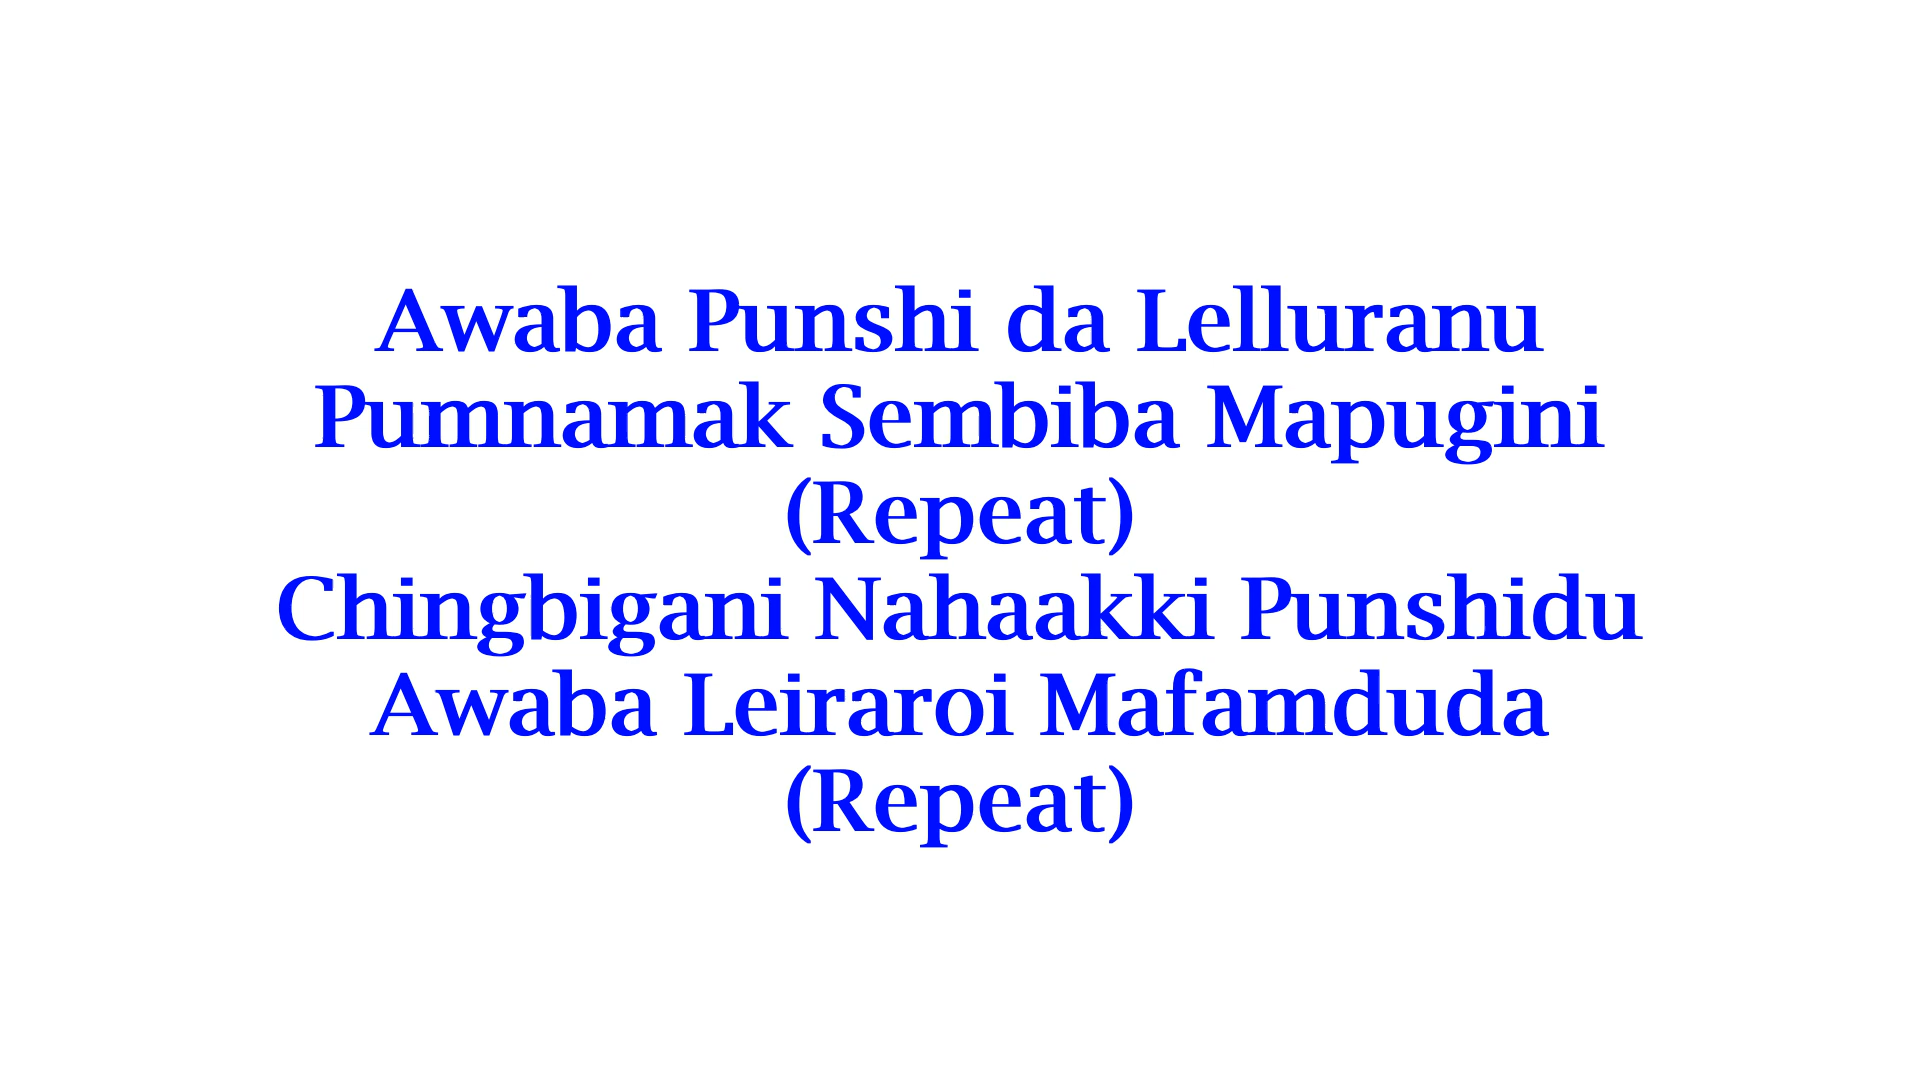 Awaba Punshi da Lelluranu
Pumnamak Sembiba Mapugini
(Repeat)
Chingbigani Nahaakki Punshidu
Awaba Leiraroi Mafamduda
(Repeat)